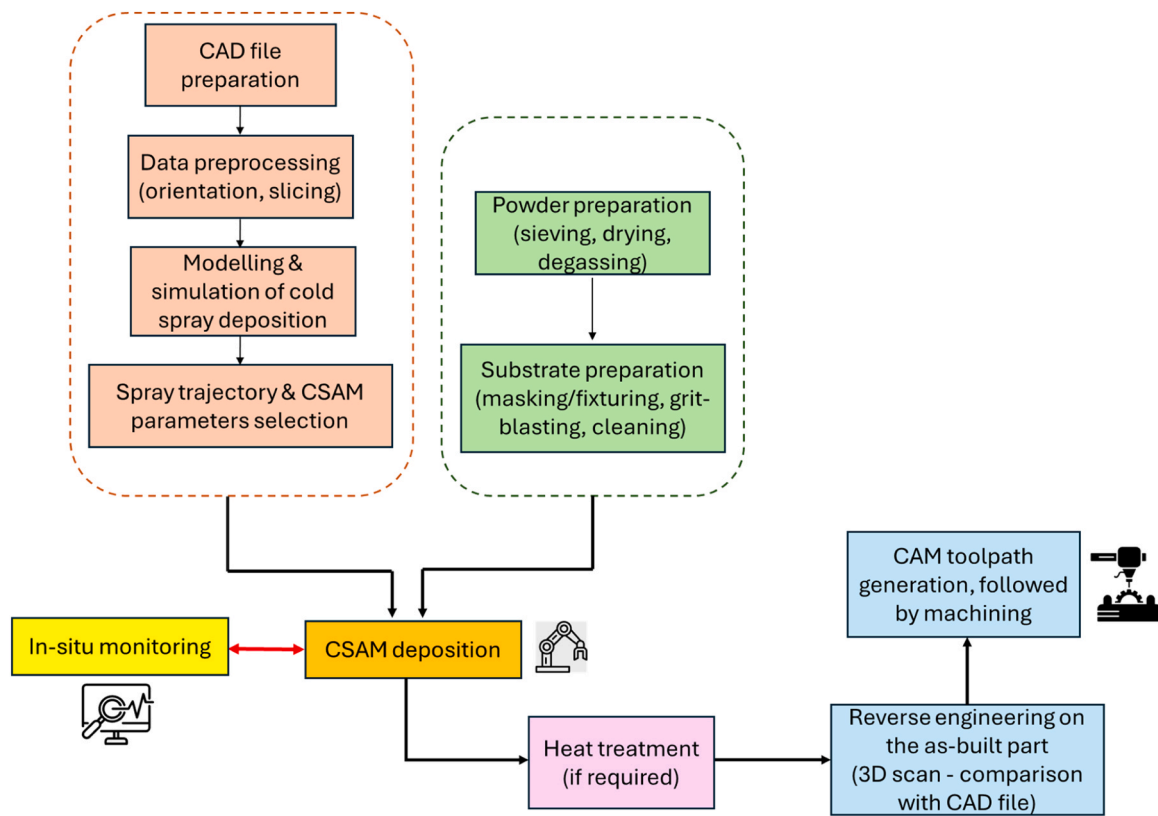 CAD file
preparation
Data preprocessing
(orientation, slicing)
Modelling &
simulation of cold
spray deposition
Spray trajectory & CSAM
parameters selection
Powder preparation
(sieving, drying,
degassing)
Substrate preparation
(masking/fixturing, grit-
blasting, cleaning)
In-situ monitoring
CSAM deposition
Heat treatment
(if required)
Reverse engineering on
the as-built part
(3D scan - comparison
with CAD file)
CAM toolpath
generation, followed
by machining